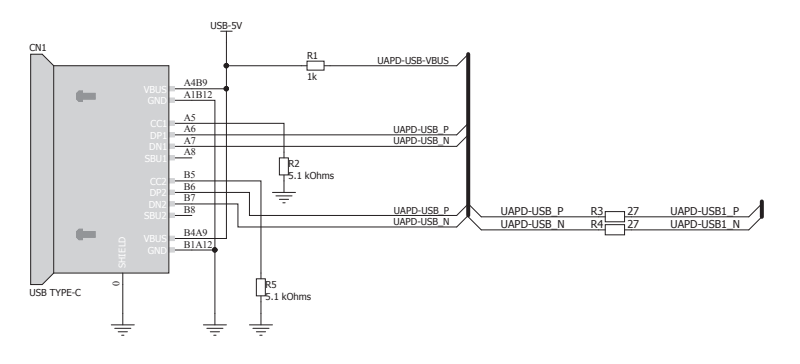 USB-5V
CN1
R1
UAPD-USB-VBUS
1k
VBUS A4B9
GND A1B12
CC1 A5
DP1 A6 UAPD-USB_P
DN1 A7 UAPD-USB_N
SBU1 A8
R2
5.1 kOhms
CC2 B5
DP2 B6
DN2 B7 UAPD-USB_P UAPD-USB_P R3 27 UAPD-USB1_P
SBU2 B8 UAPD-USB_N UAPD-USB_N R4 27 UAPD-USB1_N
VBUS B4A9
GND B1A12
SHIELD
0
R5
5.1 kOhms
USB TYPE-C